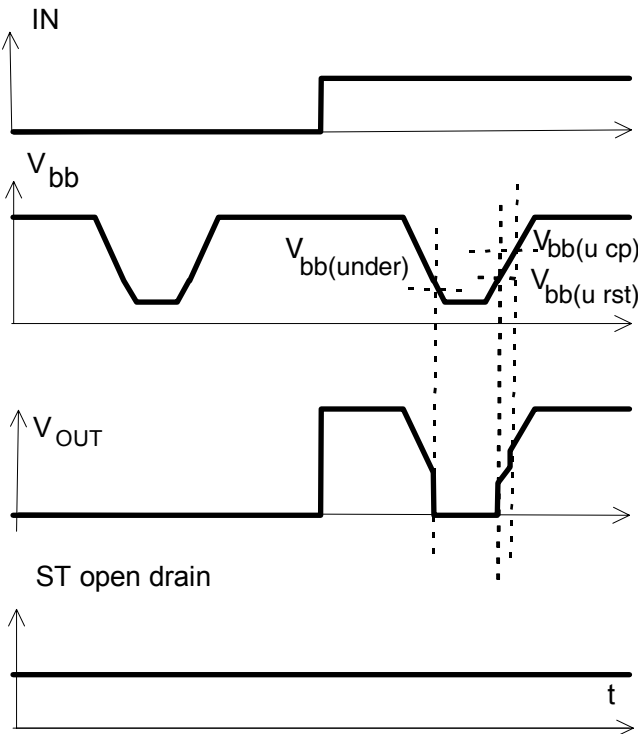 IN
V bb
V bb(under)
V bb(u cp)
V bb(u rst)
V OUT
ST open drain
t